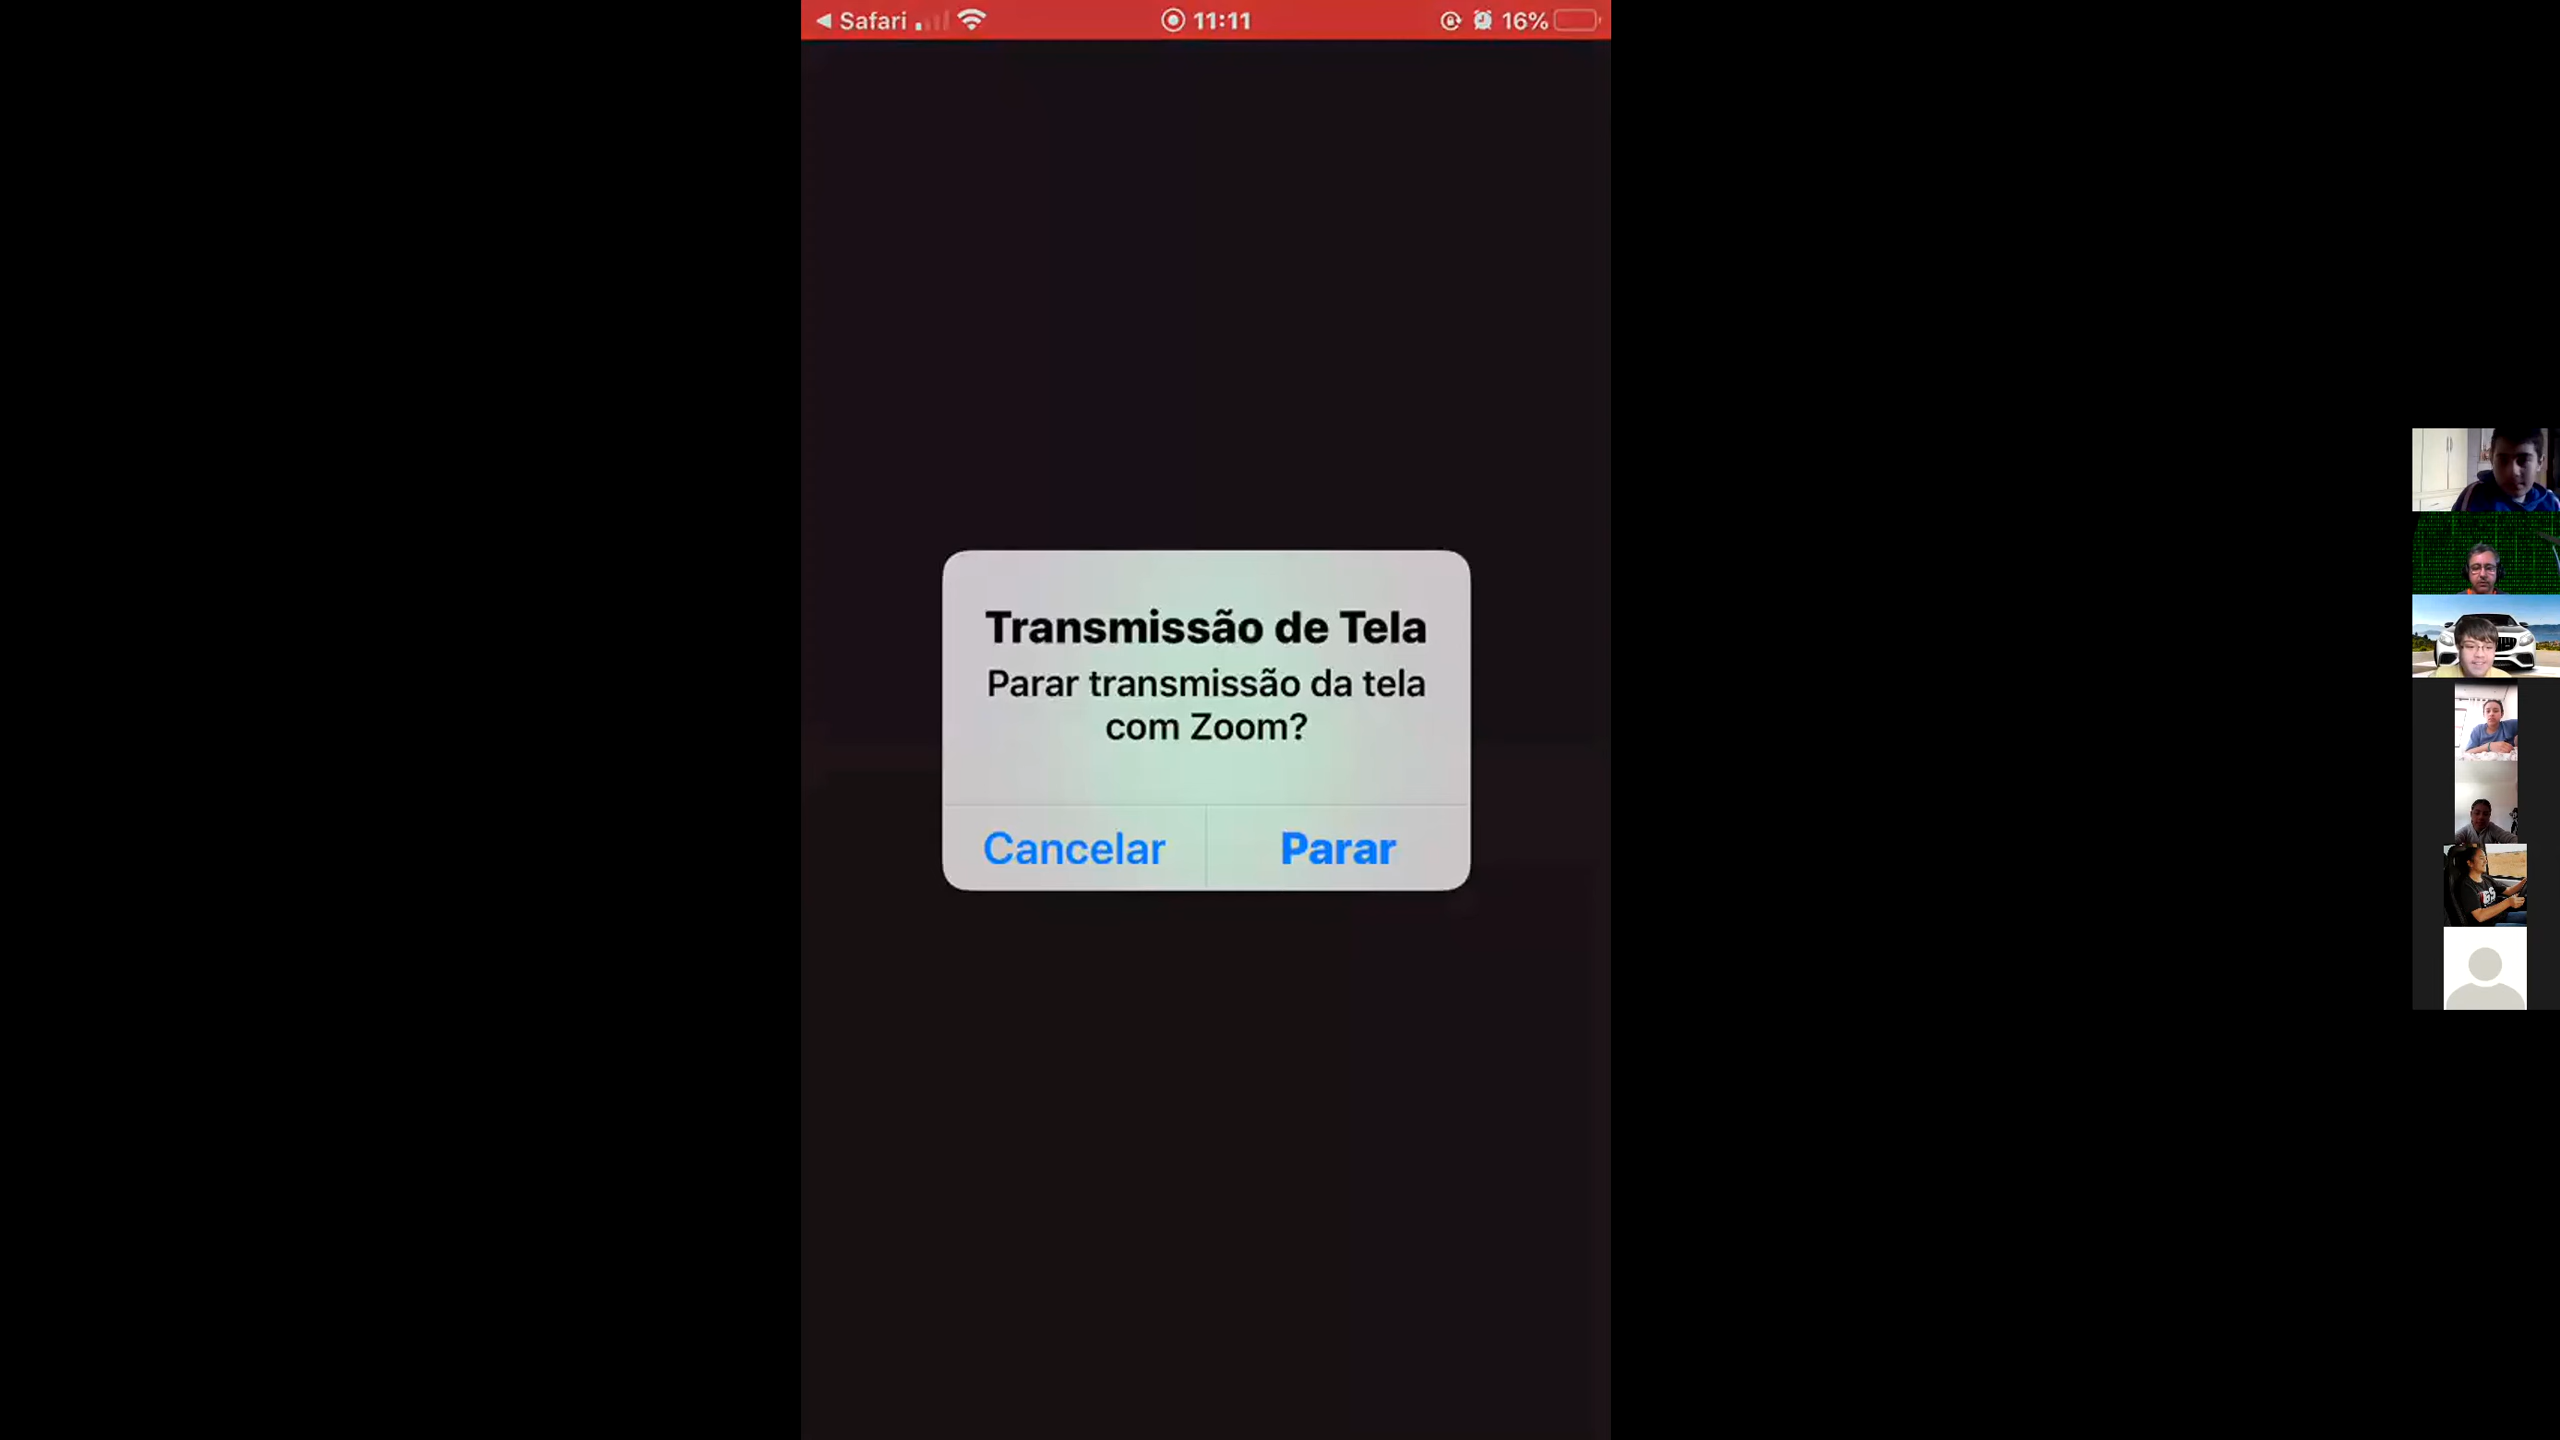 Safari 11:11 16%
Transmissão de Tela
Parar transmissão da tela
com Zoom?
Cancelar Parar